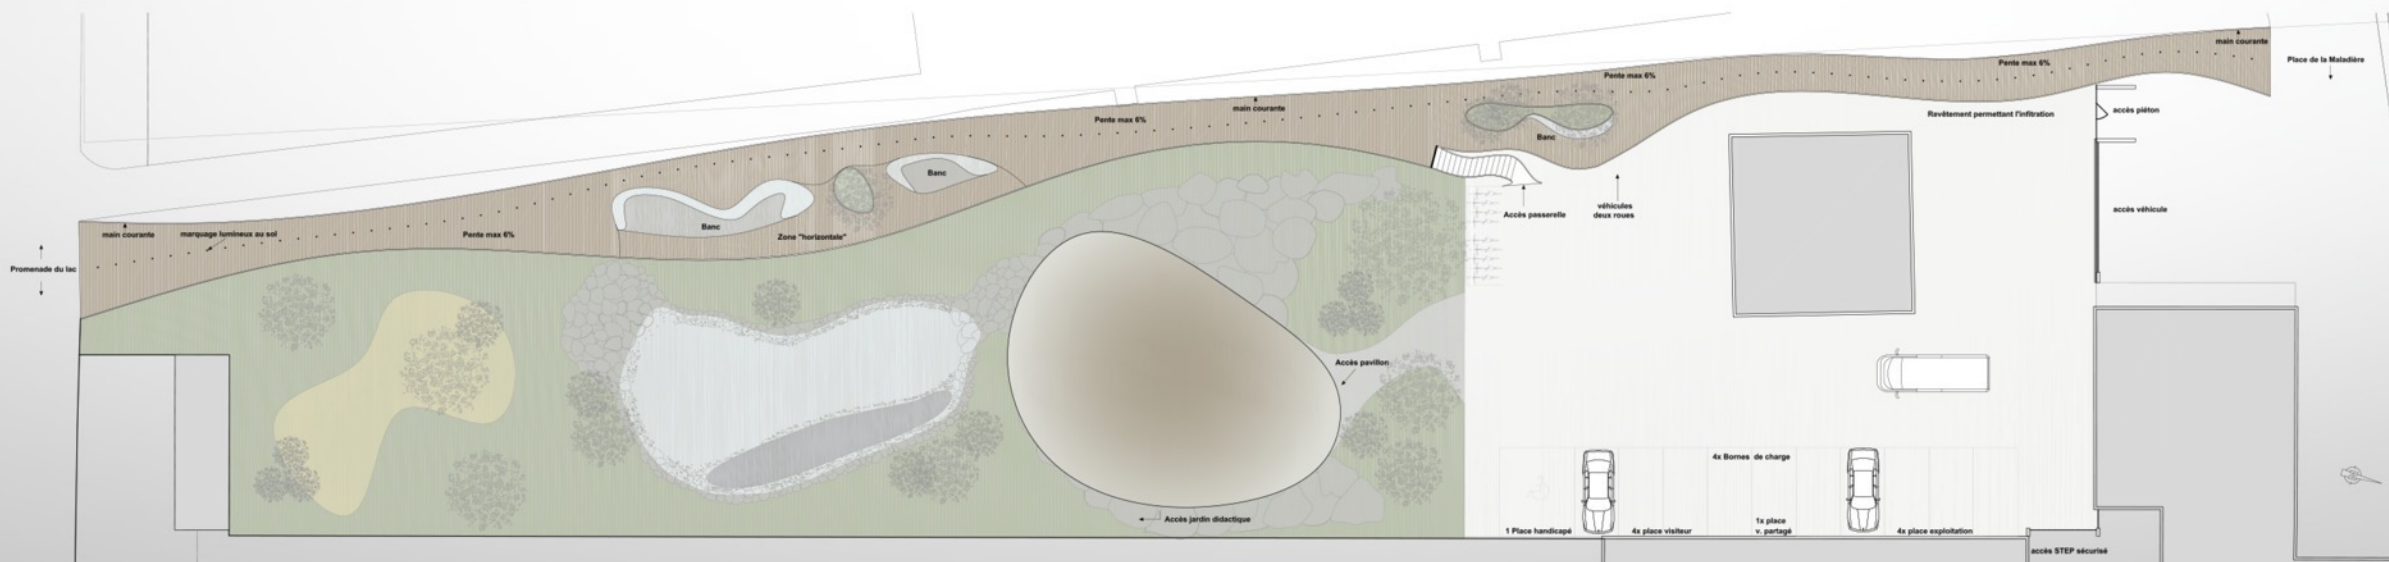 main courante
Place de la Maladière
Pente max 6%
Pente max 6%
main courante
accès piéton
Revêtement permettant l'infitration
Pente max 6%
Banc
Banc
accès véhicule
véhicules
deux roues
Accès passerelle
Banc
main courante
marquage lumineux au sol
Pente max 6%
Zone "horizontale"
Promenade du lac
Accès pavillon
4x Bornes de charge
Accès jardin didactique
1 Place handicapé
4x place visiteur
1x place
v. partagé
4x place exploitation
accès STEP sécurisé